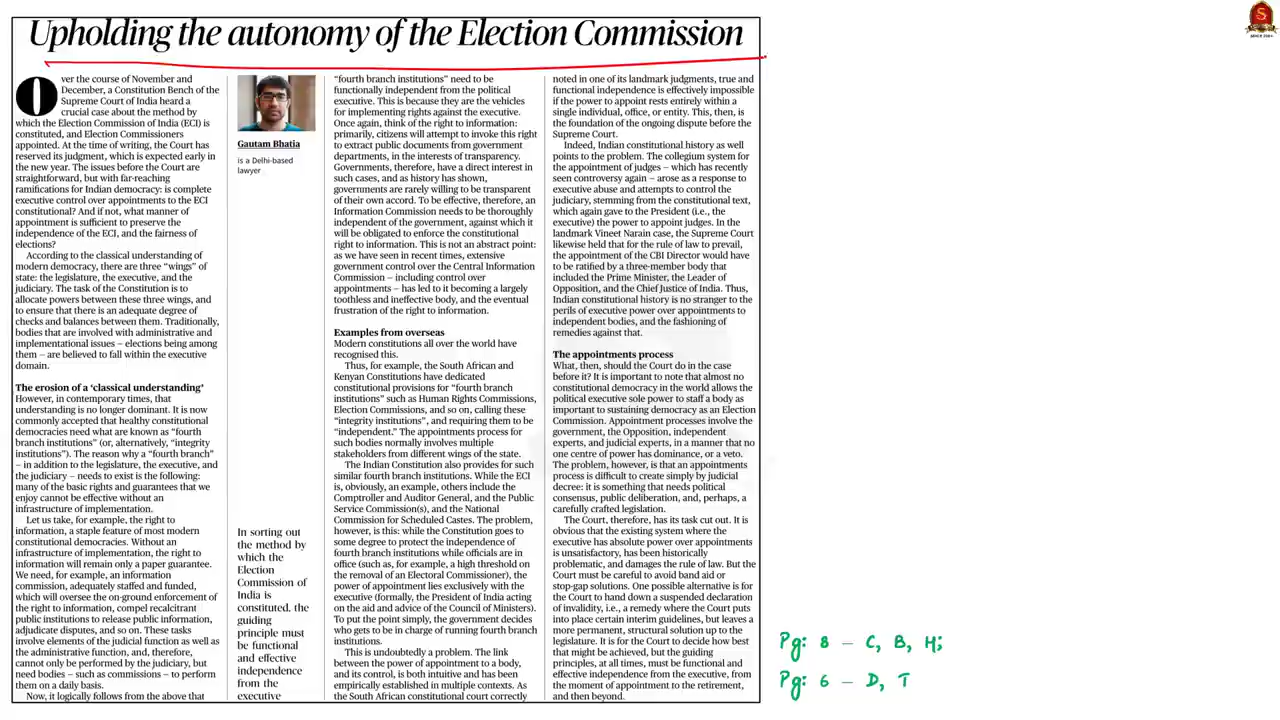 Upholding the autonomy of the Election Commission
Over the course of November and
December, a Constitution Bench of the
Supreme Court of India heard a
crucial case about the method by
which the Election Commission of India (ECI) is
constituted, and Election Commissioners
appointed. At the time of writing, the Court has
reserved its judgment, which is expected early in
the new year. The issues before the Court are
straightforward, but with far-reaching
ramifications for Indian democracy: is complete
executive control over appointments to the ECI
constitutional? And if not, what manner of
appointment is sufficient to preserve the
independence of the ECI, and the fairness of
elections?
According to the classical understanding of
modern democracy, there are three “wings” of
state: the legislature, the executive, and the
judiciary. The task of the Constitution is to
allocate powers between these three wings, and
to ensure that there is an adequate degree of
checks and balances between them. Traditionally,
bodies that are involved with administrative and
implementational issues — elections being among
them — are believed to fall within the executive
domain.
The erosion of a ‘classical understanding’
However, in contemporary times, that
understanding is no longer dominant. It is now
commonly accepted that healthy constitutional
democracies need what are known as “fourth
branch institutions” (or, alternatively, “integrity
institutions”). The reason why a “fourth branch”
— in addition to the legislature, the executive, and
the judiciary — needs to exist is the following:
many of the basic rights and guarantees that we
enjoy cannot be effective without an
infrastructure of implementation.
Let us take, for example, the right to
information, a staple feature of most modern
constitutional democracies. Without an
infrastructure of implementation, the right to
information will remain only a paper guarantee.
We need, for example, an information
commission, adequately staffed and funded,
which will oversee the on-ground enforcement of
the right to information, compel recalcitrant
public institutions to release public information,
adjudicate disputes, and so on. These tasks
involve elements of the judicial function as well as
the administrative function, and, therefore,
cannot only be performed by the judiciary, but
need bodies — such as commissions — to perform
them on a daily basis.
Now, it logically follows from the above that
Gautam Bhatia
is a Delhi-based
lawyer
In sorting out
the method by
which the
Election
Commission of
India is
constituted, the
guiding
principle must
be functional
and effective
independence
from the
executive
“fourth branch institutions” need to be
functionally independent from the political
executive. This is because they are the vehicles
for implementing rights against the executive.
Once again, think of the right to information:
primarily, citizens will attempt to invoke this right
to extract public documents from government
departments, in the interests of transparency.
Governments, therefore, have a direct interest in
such cases, and as history has shown,
governments are rarely willing to be transparent
of their own accord. To be effective, therefore, an
Information Commission needs to be thoroughly
independent of the government, against which it
will be obligated to enforce the constitutional
right to information. This is not an abstract point:
as we have seen in recent times, extensive
government control over the Central Information
Commission — including control over
appointments — has led to it becoming a largely
toothless and ineffective body, and the eventual
frustration of the right to information.
Examples from overseas
Modern constitutions all over the world have
recognised this.
Thus, for example, the South African and
Kenyan Constitutions have dedicated
constitutional provisions for “fourth branch
institutions” such as Human Rights Commissions,
Election Commissions, and so on, calling these
“integrity institutions”, and requiring them to be
“independent.” The appointments process for
such bodies normally involves multiple
stakeholders from different wings of the state.
The Indian Constitution also provides for such
similar fourth branch institutions. While the ECI
is, obviously, an example, others include the
Comptroller and Auditor General, and the Public
Service Commission(s), and the National
Commission for Scheduled Castes. The problem,
however, is this: while the Constitution goes to
some degree to protect the independence of
fourth branch institutions while officials are in
office (such as, for example, a high threshold on
the removal of an Electoral Commissioner), the
power of appointment lies exclusively with the
executive (formally, the President of India acting
on the aid and advice of the Council of Ministers).
To put the point simply, the government decides
who gets to be in charge of running fourth branch
institutions.
This is undoubtedly a problem. The link
between the power of appointment to a body,
and its control, is both intuitive and has been
empirically established in multiple contexts. As
the South African constitutional court correctly
noted in one of its landmark judgments, true and
functional independence is effectively impossible
if the power to appoint rests entirely within a
single individual, office, or entity. This, then, is
the foundation of the ongoing dispute before the
Supreme Court.
Indeed, Indian constitutional history as well
points to the problem. The collegium system for
the appointment of judges — which has recently
seen controversy again — arose as a response to
executive abuse and attempts to control the
judiciary, stemming from the constitutional text,
which again gave to the President (i.e., the
executive) the power to appoint judges. In the
landmark Vineet Narain case, the Supreme Court
likewise held that for the rule of law to prevail,
the appointment of the CBI Director would have
to be ratified by a three-member body that
included the Prime Minister, the Leader of
Opposition, and the Chief Justice of India. Thus,
Indian constitutional history is no stranger to the
perils of executive power over appointments to
independent bodies, and the fashioning of
remedies against that.
The appointments process
What, then, should the Court do in the case
before it? It is important to note that almost no
constitutional democracy in the world allows the
political executive sole power to staff a body as
important to sustaining democracy as an Election
Commission. Appointment processes involve the
government, the Opposition, independent
experts, and judicial experts, in a manner that no
one centre of power has dominance, or a veto.
The problem, however, is that an appointments
process is difficult to create simply by judicial
decree: it is something that needs political
consensus, public deliberation, and, perhaps, a
carefully crafted legislation.
The Court, therefore, has its task cut out. It is
obvious that the existing system where the
executive has absolute power over appointments
is unsatisfactory, has been historically
problematic, and damages the rule of law. But the
Court must be careful to avoid band aid or
stop-gap solutions. One possible alternative is for
the Court to hand down a suspended declaration
of invalidity, i.e., a remedy where the Court puts
into place certain interim guidelines, but leaves a
more permanent, structural solution up to the
legislature. It is for the Court to decide how best
that might be achieved, but the guiding
principles, at all times, must be functional and
effective independence from the executive, from
the moment of appointment to the retirement,
and then beyond.
S
SINCE 2004
Pg: 8 – C, B, H;
Pg: 6 – D, T